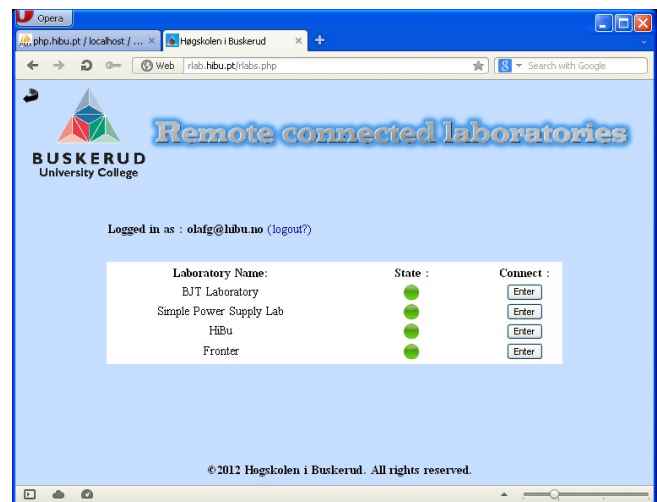 Opera
php.hibu.pt / localhost / ...
Høgskolen i Buskerud
Web rlab.hibu.pt/rlabs.php
Search with Google
Remote connected laboratories
BUSKERUD
University College
Logged in as : olafg@hibu.no (logout?)
Laboratory Name: State : Connect :
BJT Laboratory Enter
Simple Power Supply Lab Enter
HiBu Enter
Fronter Enter
©2012 Høgskolen i Buskerud. All rights reserved.